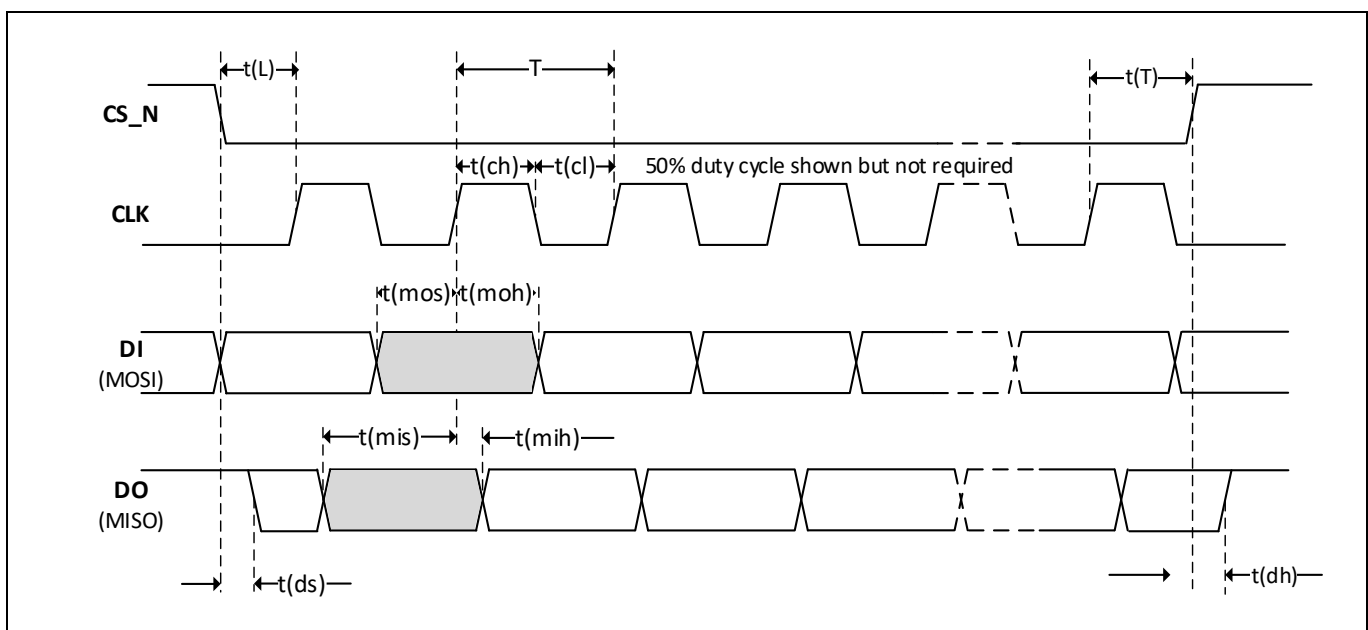 t(L)
T
t(T)
CS_N
t(ch)
t(cl)
50% duty cycle shown but not required
CLK
t(mos)
t(moh)
DI
(MOSI)
t(mis)
t(mih)
DO
(MISO)
t(ds)
t(dh)